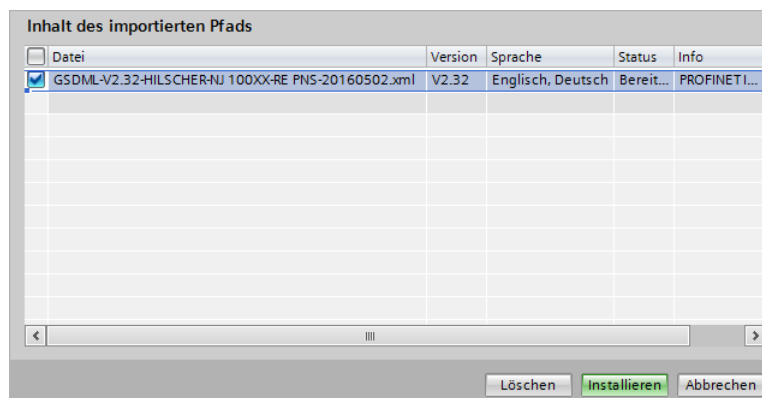 Inhalt des importierten Pfads
Datei Version Sprache Status Info
GSDML-V2.32-HILSCHER-NJ 100XX-RE PNS-20160502.xml V2.32 Englisch, Deutsch Bereit... PROFINET I...
Löschen Installieren Abbrechen